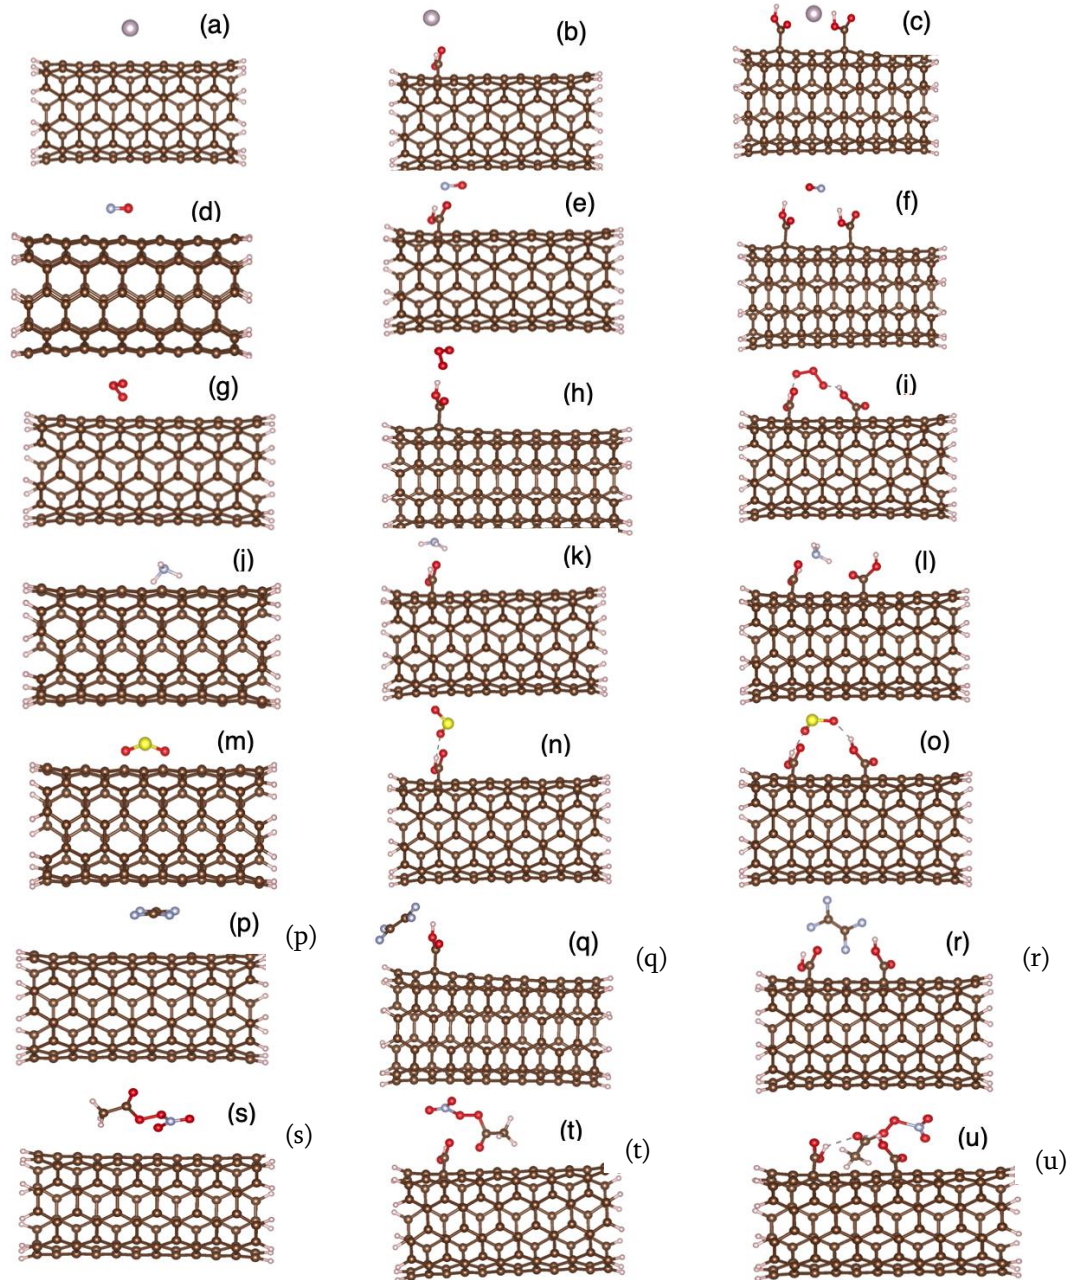 (a) (b) (c)
(d) (e) (f)
(g) (h) (i)
(j) (k) (l)
(m) (n) (o)
(p) (p) (q) (q) (r) (r)
(s) (s) (t) (t) (u) (u)